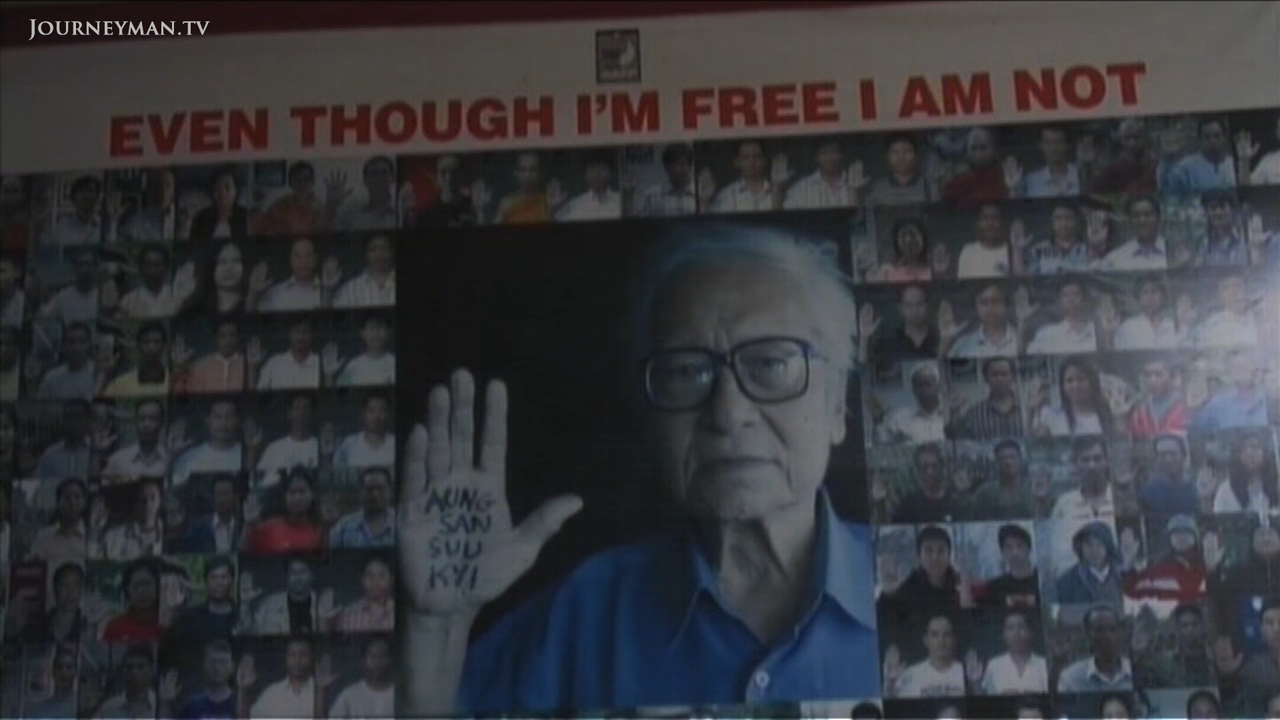 JOURNEYMAN.TV
EVEN THOUGH I'M FREE I AM NOT
AUNG
SAN
SUU
KYI